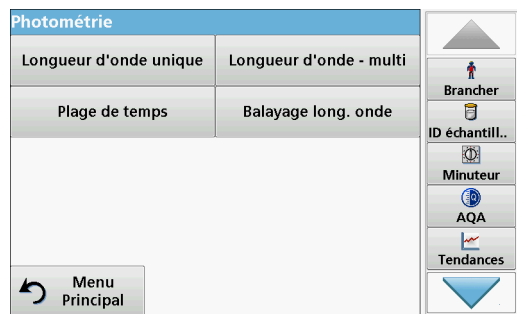 Photométrie
Longueur d'onde unique
Longueur d'onde - multi
Plage de temps
Balayage long. onde
Menu
Principal
Brancher
ID échantill..
Minuteur
AQA
Tendances